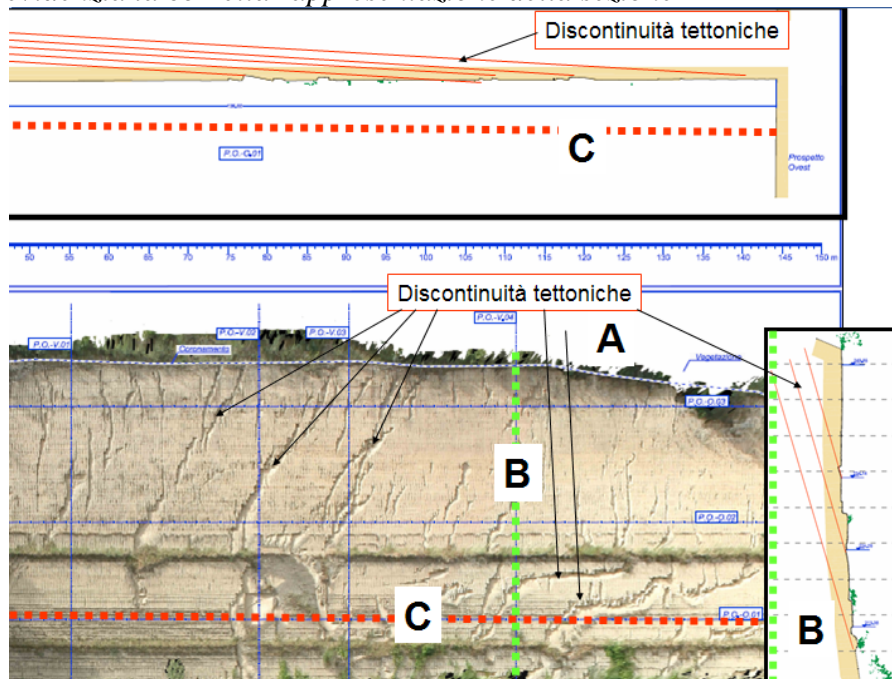 Discontinuità tettoniche
C
P.O.-O.01
Prospetto
Ovest
50 55 60 65 70 75 80 85 90 95 100 105 110 115 120 125 130 135 140 145 150 m
Discontinuità tettoniche
P.O.-V.04
P.O.-V.02
P.O.-V.03
P.O.-V.01
A
Coronamento
Vegetazione
P.O.-O.03
B
P.O.-O.02
C
P.O.-O.01
B